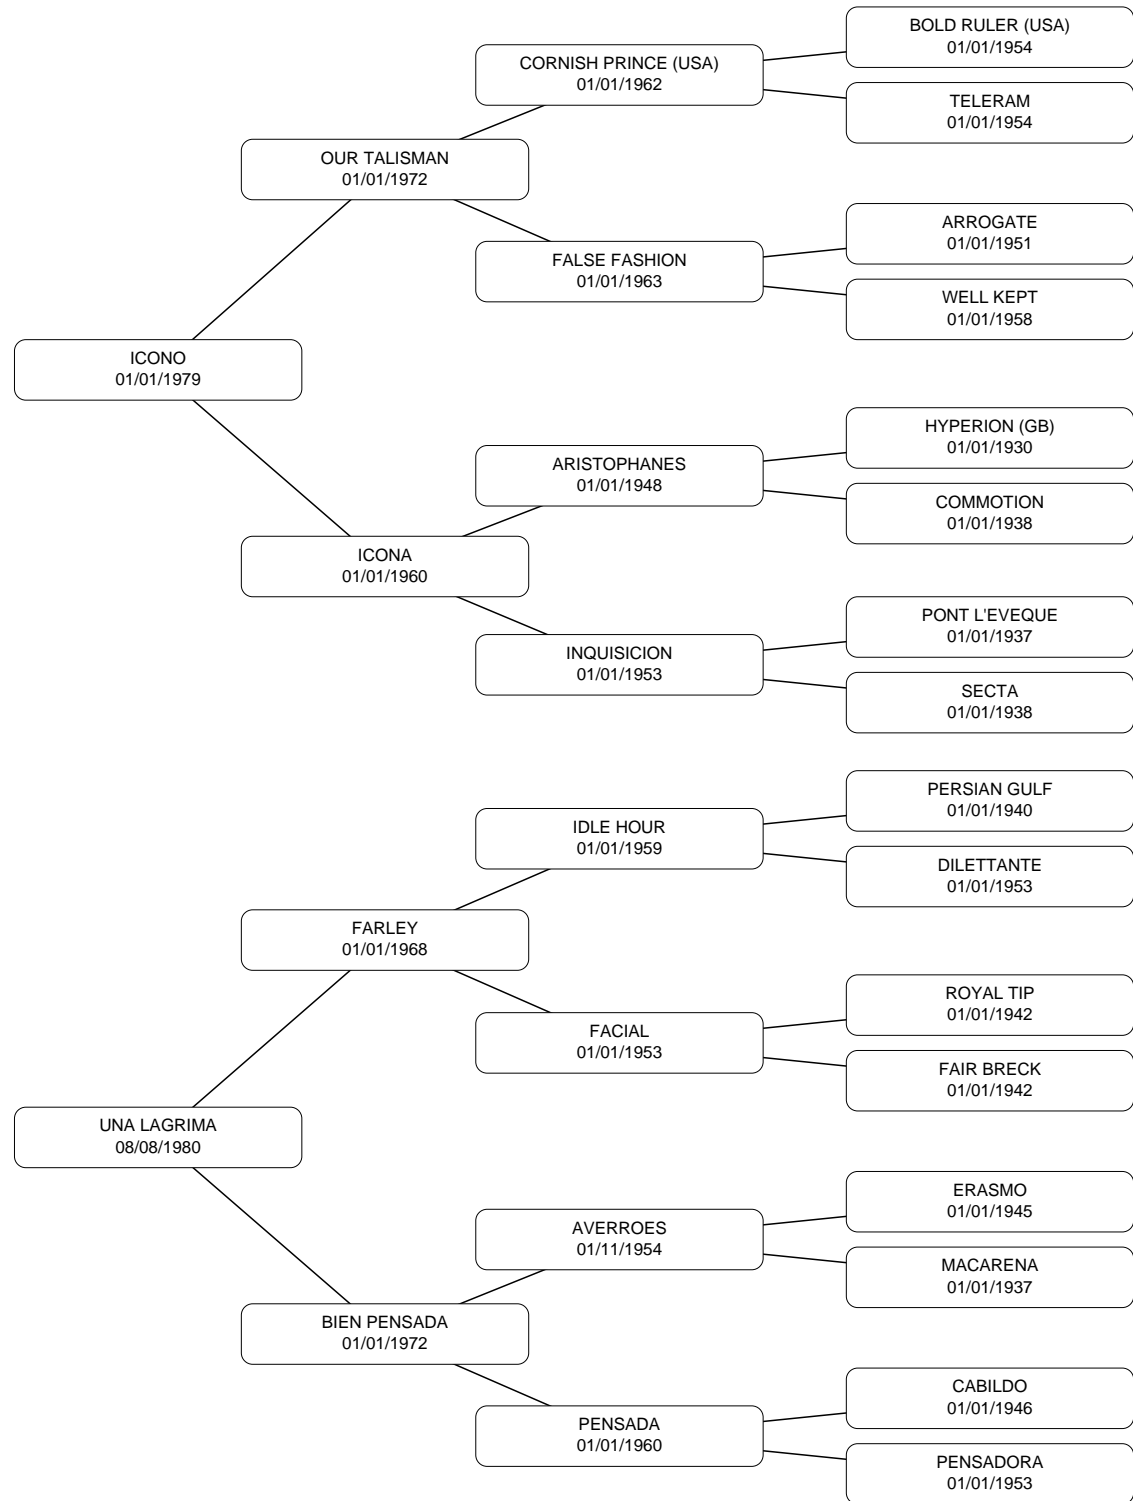 BOLD RULER (USA)
01/01/1954
CORNISH PRINCE (USA)
01/01/1962
TELERAM
01/01/1954
OUR TALISMAN
01/01/1972
ARROGATE
01/01/1951
FALSE FASHION
01/01/1963
WELL KEPT
01/01/1958
ICONO
01/01/1979
HYPERION (GB)
01/01/1930
ARISTOPHANES
01/01/1948
COMMOTION
01/01/1938
ICONA
01/01/1960
PONT L'EVEQUE
01/01/1937
INQUISICION
01/01/1953
SECTA
01/01/1938
PERSIAN GULF
01/01/1940
IDLE HOUR
01/01/1959
DILETTANTE
01/01/1953
FARLEY
01/01/1968
ROYAL TIP
01/01/1942
FACIAL
01/01/1953
FAIR BRECK
01/01/1942
UNA LAGRIMA
08/08/1980
ERASMO
01/01/1945
AVERROES
01/11/1954
MACARENA
01/01/1937
BIEN PENSADA
01/01/1972
CABILDO
01/01/1946
PENSADA
01/01/1960
PENSADORA
01/01/1953